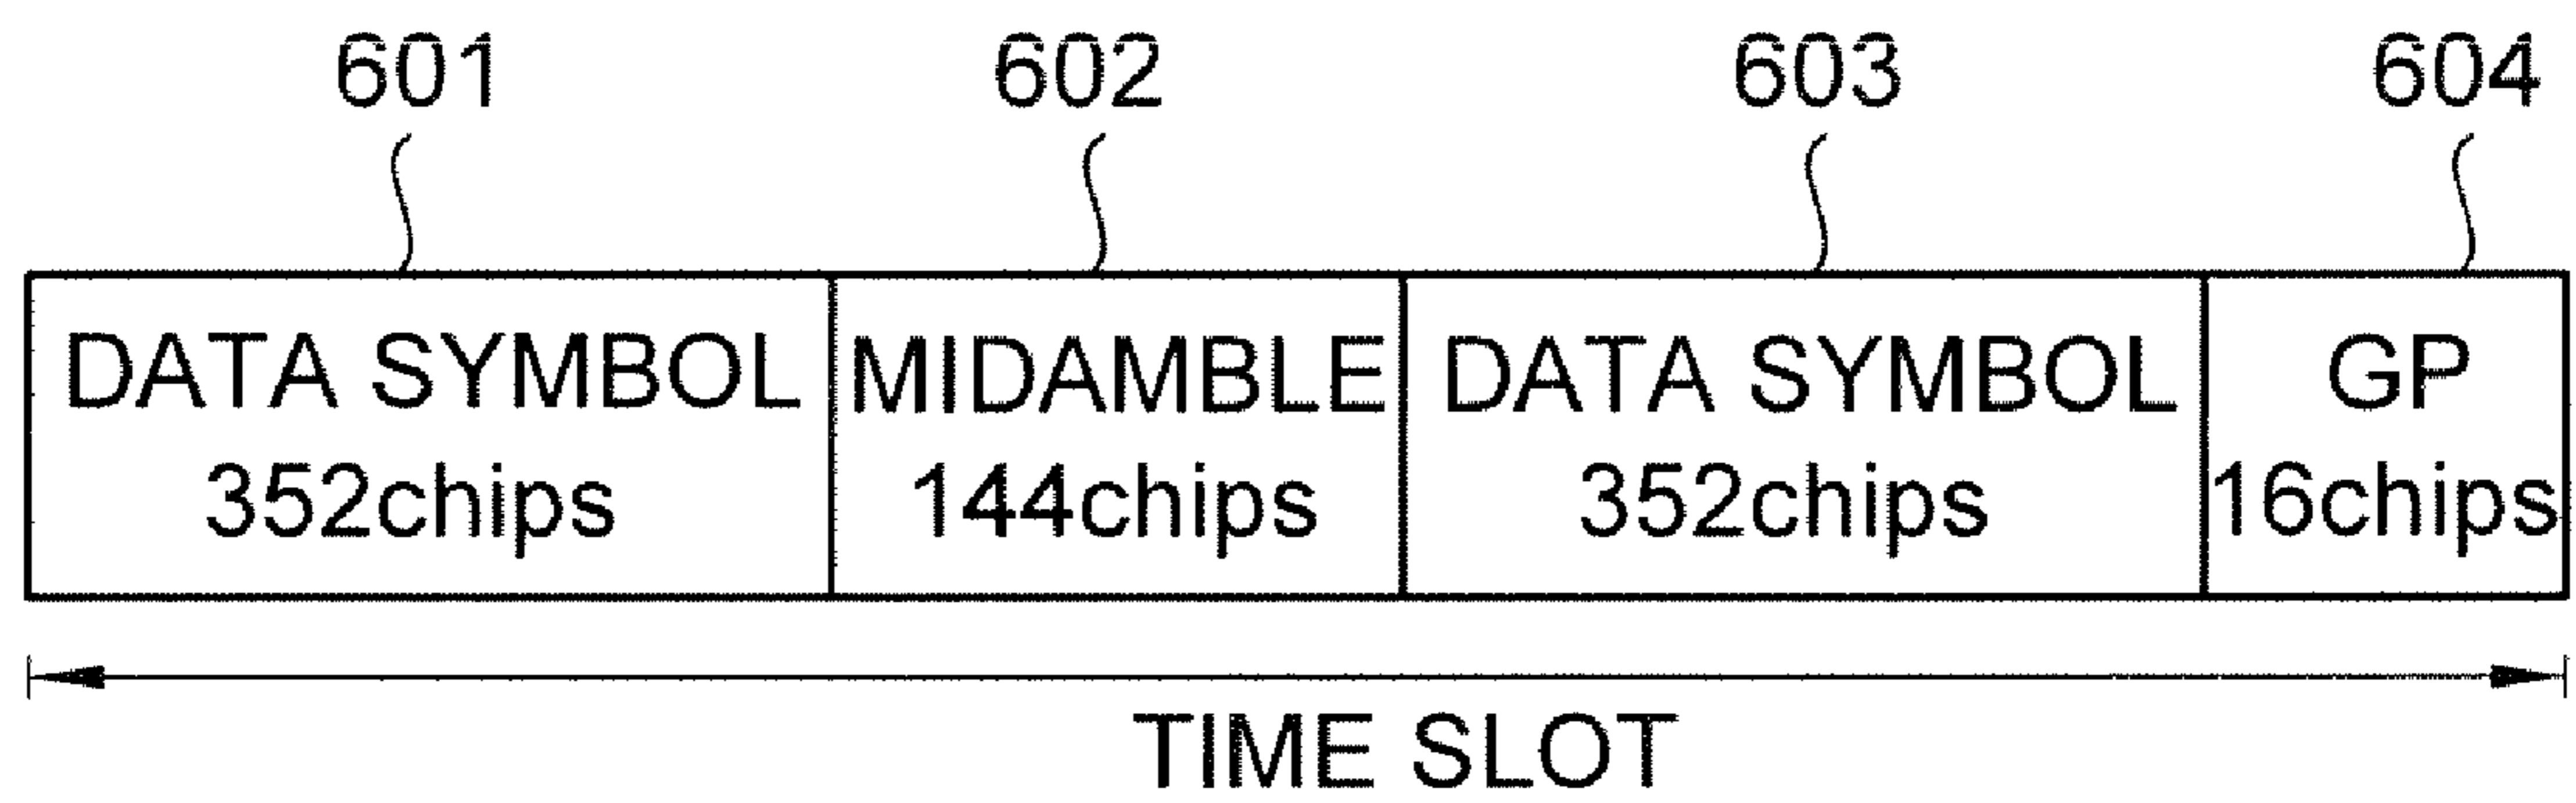 601 602 603 604
DATA SYMBOL MIDAMBLE DATA SYMBOL GP
352chips 144chips 352chips 16chips
TIME SLOT